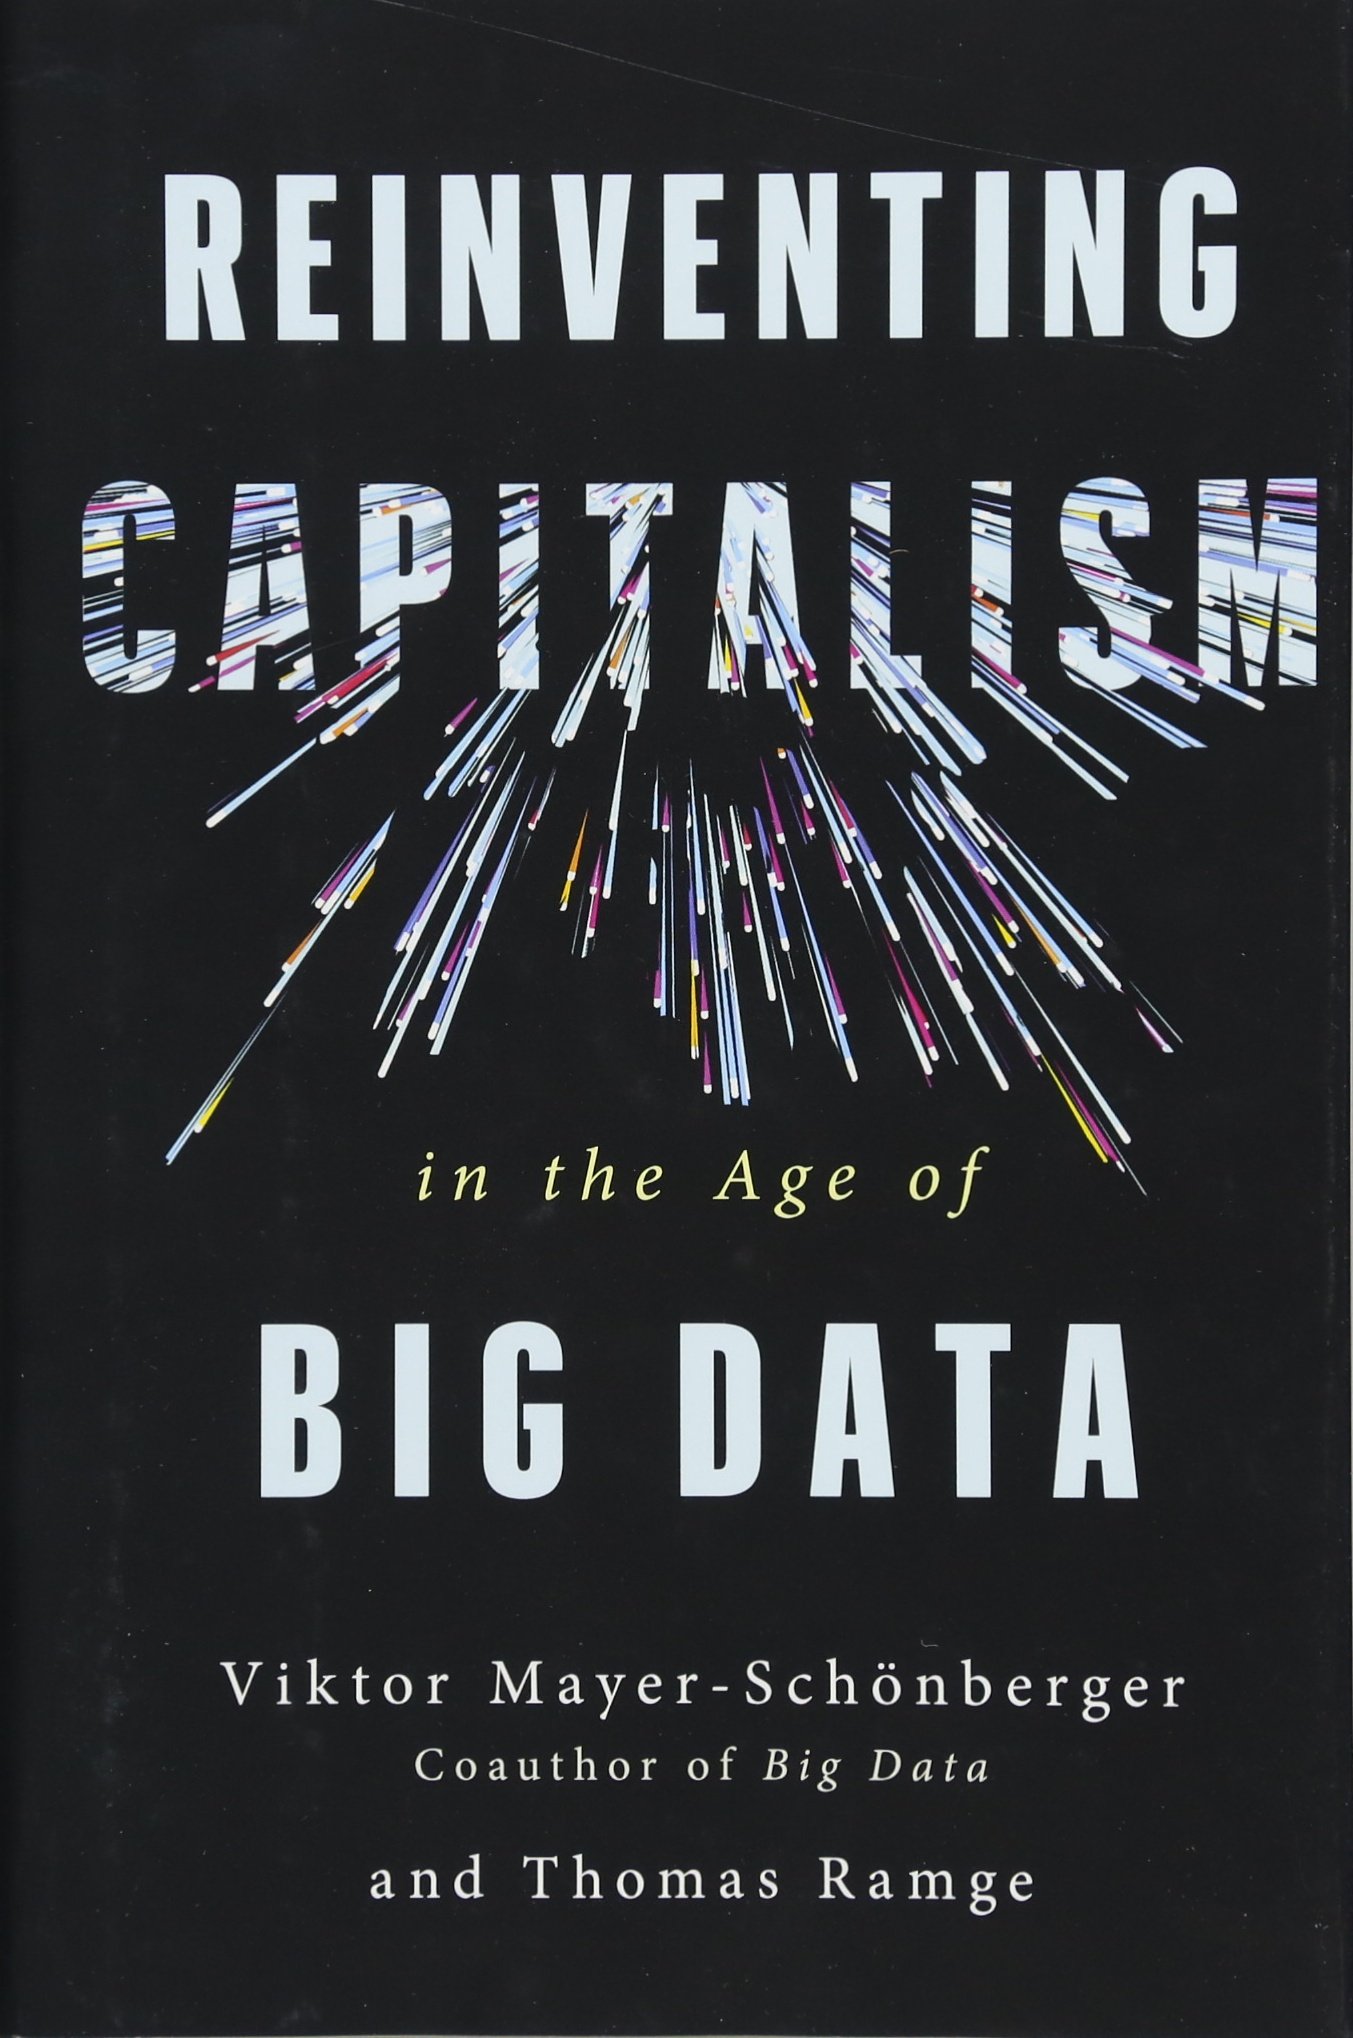 REINVENTING
CAPITALISM
in the Age of
BIG DATA
Viktor Mayer-Schönberger
Coauthor of Big Data
and Thomas Ramge